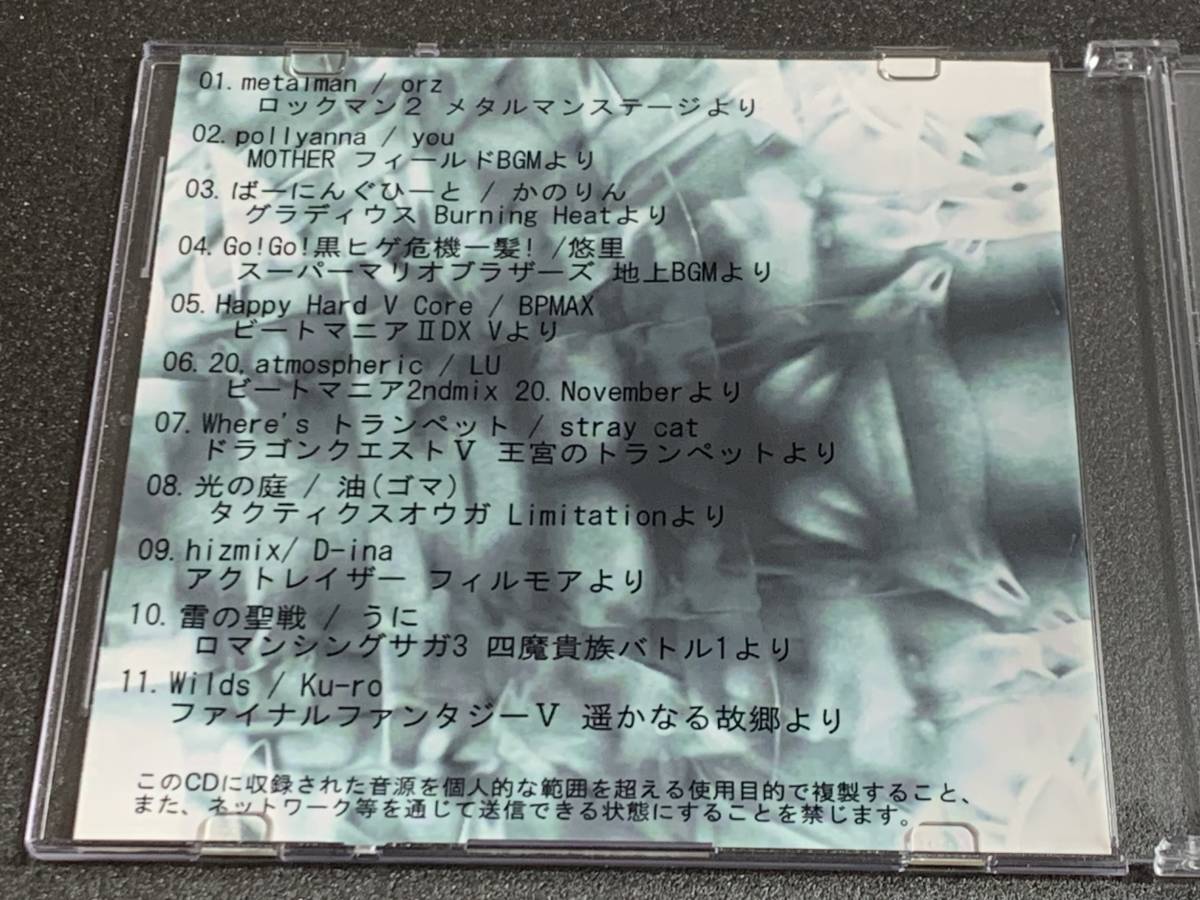 01. metalman / orz
ロックマン2 メタルマンステージより
02. pollyanna / you
MOTHER フィールドBGMより
03. ばーにんぐひーと / かのりん
グラディウス Burning Heatより
04. Go!Go!黒ヒゲ危機一髪! /悠里
スーパーマリオブラザーズ 地上BGMより
05. Happy Hard V Core / BPMAX
ビートマニアⅡDX Vより
06. 20, atmospheric / LU
ビートマニア2ndmix 20. Novemberより
07. Where's トランペット / stray cat
ドラゴンクエストⅤ 王宮のトランペットより
08. 光の庭 / 油(ゴマ)
タクティクスオウガ Limitationより
09. hizmix/ D-ina
アクトレイザー フィルモアより
10. 雷の聖戦 / うに
ロマンシングサガ3 四魔貴族バトル1より
11. Wilds / Ku-ro
ファイナルファンタジーⅤ 遥かなる故郷より
このCDに収録された音源を個人的な範囲を超える使用目的で複製すること、
また、ネットワーク等を通じて送信できる状態にすることを禁じます。